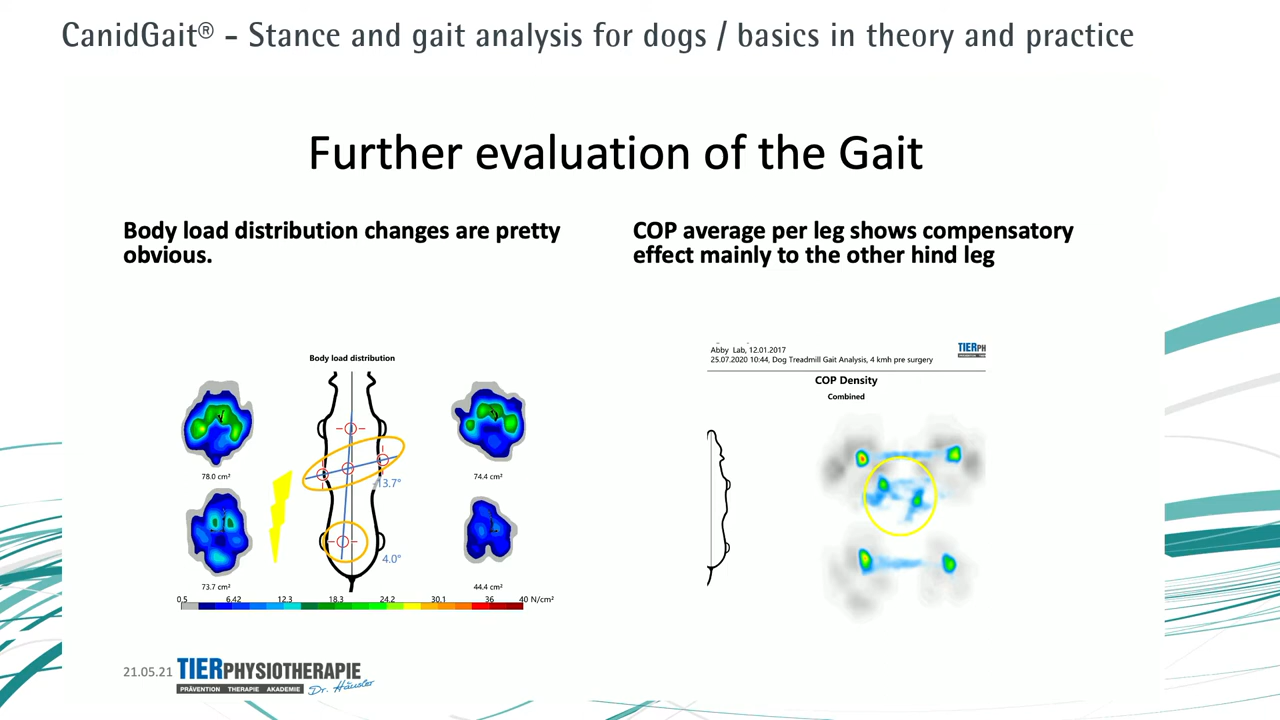 CanidGait® - Stance and gait analysis for dogs / basics in theory and practice
Further evaluation of the Gait
Body load distribution changes are pretty
obvious.
COP average per leg shows compensatory
effect mainly to the other hind leg
Body load distribution
78.0 cm²
74.4 cm²
13.7°
73.7 cm²
4.0°
44.4 cm²
0.5 6.42 12.3 18.3 24.2 30.1 36 40 N/cm²
Abby Lab, 12.01.2017
25.07.2020 10:44, Dog Treadmill Gait Analysis, 4 kmh pre surgery
TIERPH
COP Density
Combined
21.05.21
TIERPHYSIOTHERAPIE
PRÄVENTION THERAPIE AKADEMIE
Dr. Häusler